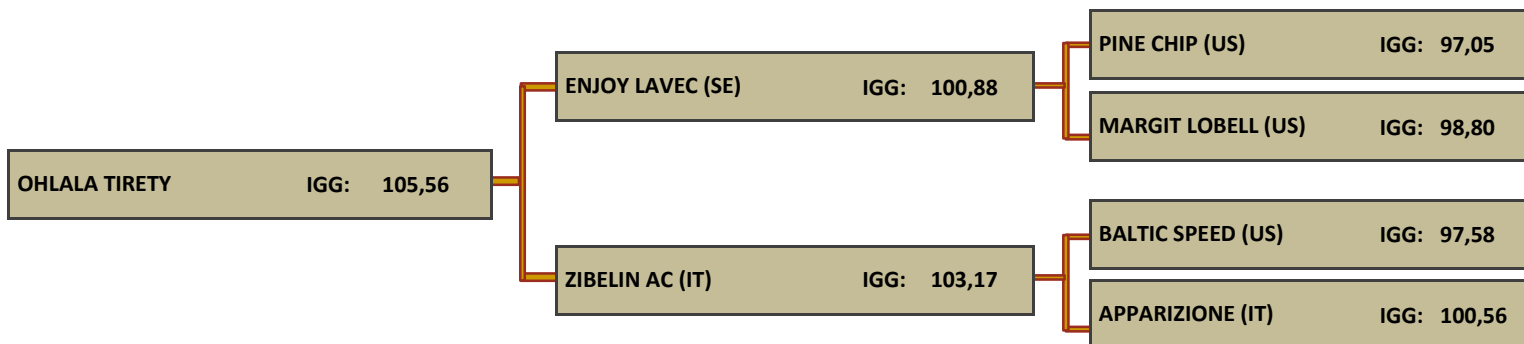 PINE CHIP (US) IGG: 97,05
ENJOY LAVEC (SE) IGG: 100,88
MARGIT LOBELL (US) IGG: 98,80
OHLALA TIRETY IGG: 105,56
BALTIC SPEED (US) IGG: 97,58
ZIBELIN AC (IT) IGG: 103,17
APPARIZIONE (IT) IGG: 100,56